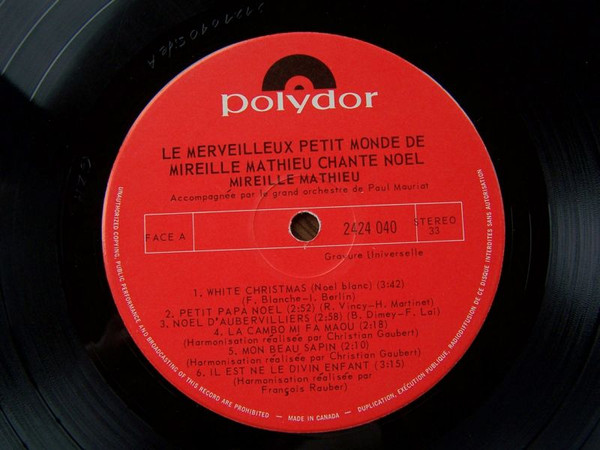 polydor
LE MERVEILLEUX PETIT MONDE DE
MIREILLE MATHIEU CHANTE NOEL
MIREILLE MATHIEU
Accompagnée par le grand orchestre de Paul Mauriat
FACE A
2424 040
STEREO
33
Gravure Universelle
1. WHITE CHRISTMAS (Noel blanc) (3:42)
(F. Blanche-I. Berlin)
2. PETIT PAPA NOEL (2:52) (R. Vincy-H. Martinet)
3. NOEL D'AUBERVILLIERS (2:58) (B. Dimey-F. Lai)
4. LA CAMBO MI FA MAOU (2:18)
(Harmonisation réalisée par Christian Gaubert)
5. MON BEAU SAPIN (2:10)
(Harmonisation réalisée par Christian Gaubert)
6. IL EST NE LE DIVIN ENFANT (3:15)
(Harmonisation réalisée par
François Rauber)
UNAUTHORIZED COPYING, PUBLIC PERFORMANCE AND BROADCASTING OF THIS RECORD ARE PROHIBITED — MADE IN CANADA — DUPLICATION, EXÉCUTION PUBLIQUE, RADIODIFFUSION DE CE DISQUE INTERDITES SANS AUTORISATION